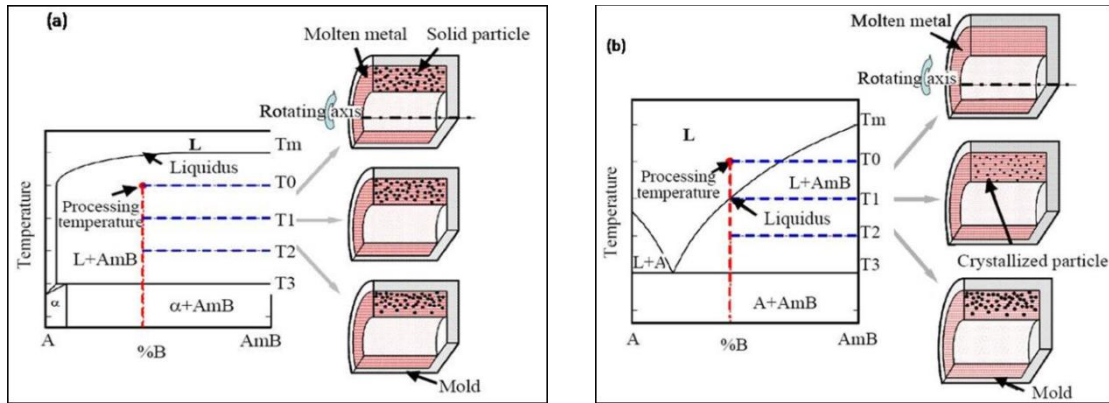 (a)
Molten metal
Solid particle
Rotating axis
L
Tm
Liquidus
T0
Processing
temperature
T1
L+AmB
T2
T3
α
α+AmB
Temperature
A
%B
AmB
Mold
(b)
Molten metal
Rotating axis
Tm
L
T0
Processing
temperature
L+AmB
T1
Liquidus
T2
L+A
T3
Crystallized particle
A+AmB
Temperature
A
%B
AmB
Mold